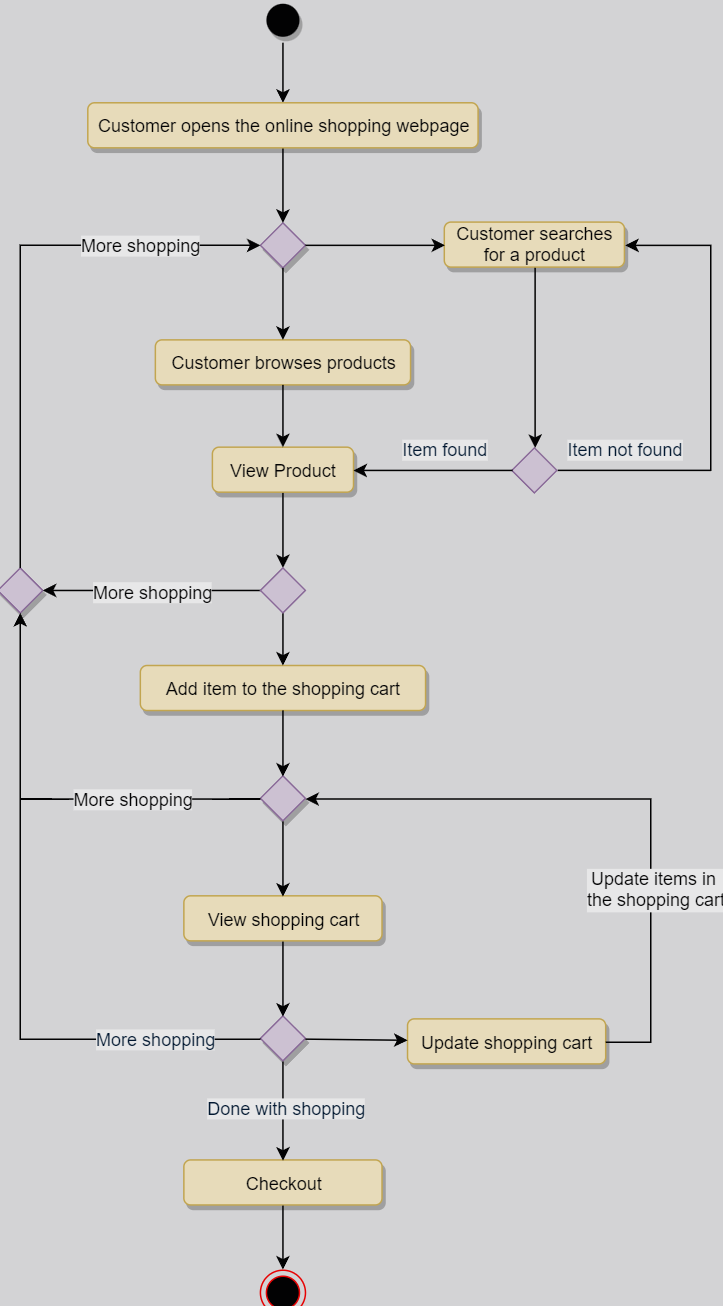 Customer opens the online shopping webpage
More shopping
Customer searches
for a product
Customer browses products
Item found
Item not found
View Product
More shopping
Add item to the shopping cart
More shopping
Update items in
the shopping cart
View shopping cart
More shopping
Update shopping cart
Done with shopping
Checkout